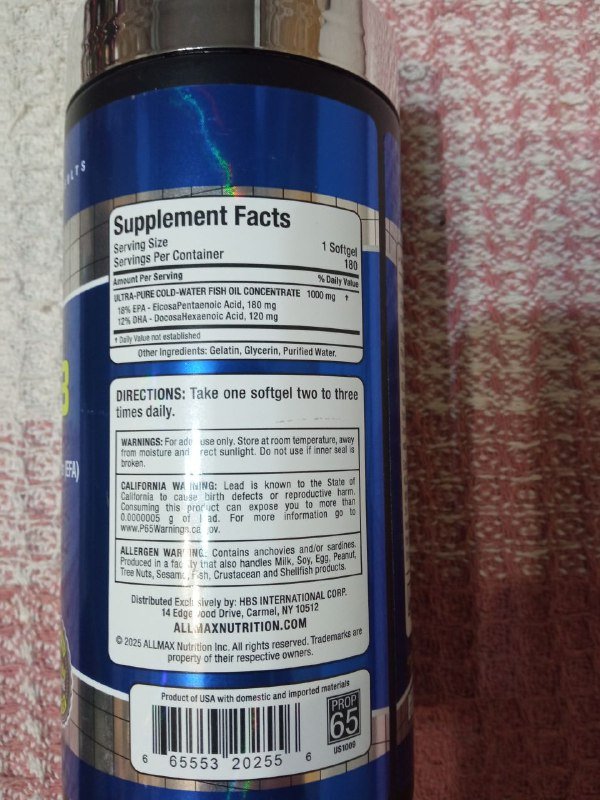 Supplement Facts
Serving Size 1 Softgel
Servings Per Container 180
Amount Per Serving % Daily Value
ULTRA-PURE COLD-WATER FISH OIL CONCENTRATE 1000 mg †
18% EPA - EicosaPentaenoic Acid, 180 mg
12% DHA - DocosaHexaenoic Acid, 120 mg
† Daily Value not established
Other Ingredients: Gelatin, Glycerin, Purified Water.
DIRECTIONS: Take one softgel two to three
times daily.
WARNINGS: For adult use only. Store at room temperature, away
from moisture and direct sunlight. Do not use if inner seal is
broken.
CALIFORNIA WARNING: Lead is known to the State of
California to cause birth defects or reproductive harm.
Consuming this product can expose you to more than
0.0000005 g of lead. For more information go to
www.P65Warnings.ca.gov.
ALLERGEN WARNING: Contains anchovies and/or sardines.
Produced in a facility that also handles Milk, Soy, Egg, Peanut,
Tree Nuts, Sesame, Fish, Crustacean and Shellfish products.
Distributed Exclusively by: HBS INTERNATIONAL CORP.
14 Edgewood Drive, Carmel, NY 10512
ALLMAXNUTRITION.COM
© 2025 ALLMAX Nutrition Inc. All rights reserved. Trademarks are
property of their respective owners.
Product of USA with domestic and imported materials
PROP
65
US1009
6 65553 20255 6
3
EFA)